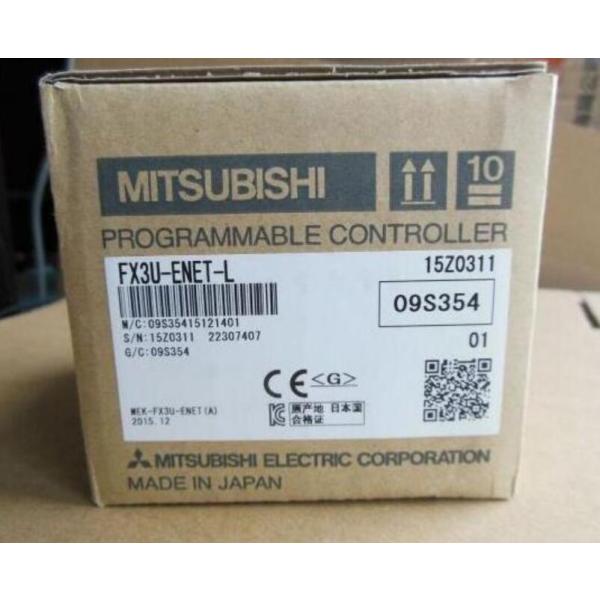 MITSUBISHI
10
PROGRAMMABLE CONTROLLER
FX3U-ENET-L 15Z0311
09S354
M/C:09S35415121401
S/N:15Z0311 22307407
G/C:09S354
01
CE <G>
MEK-FX3U-ENET(A)
2015.12
原产地 日本国
合格证
MITSUBISHI ELECTRIC CORPORATION
MADE IN JAPAN